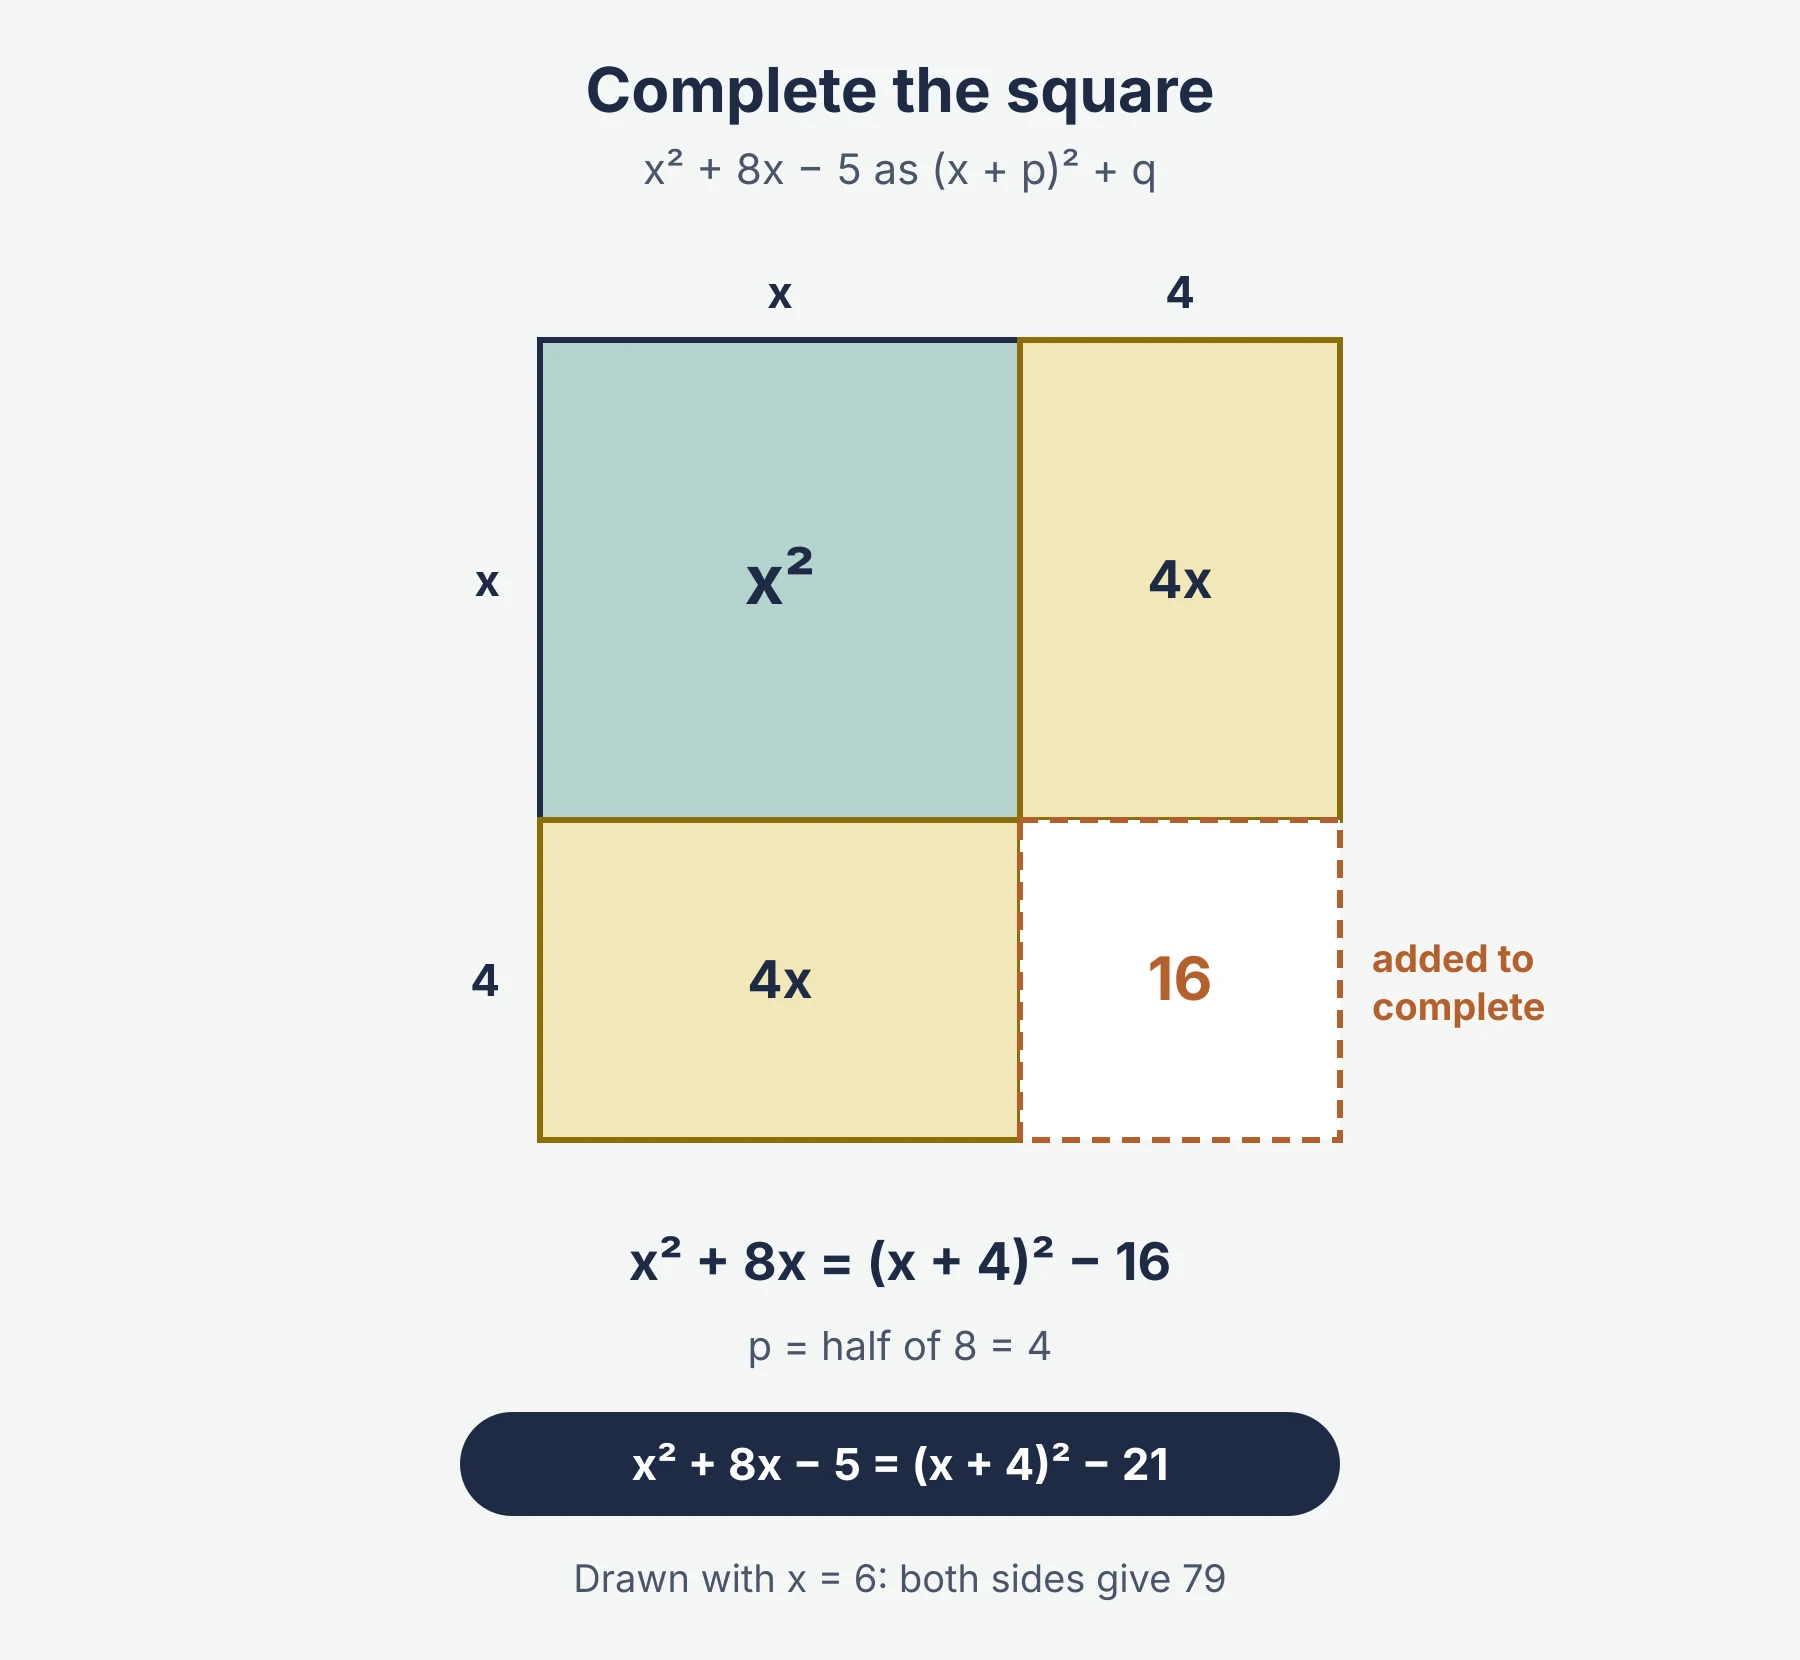 Complete the square
x² + 8x − 5 as (x + p)² + q
x
4
x
x²
4x
4
4x
16
added to
complete
x² + 8x = (x + 4)² − 16
p = half of 8 = 4
x² + 8x − 5 = (x + 4)² − 21
Drawn with x = 6: both sides give 79